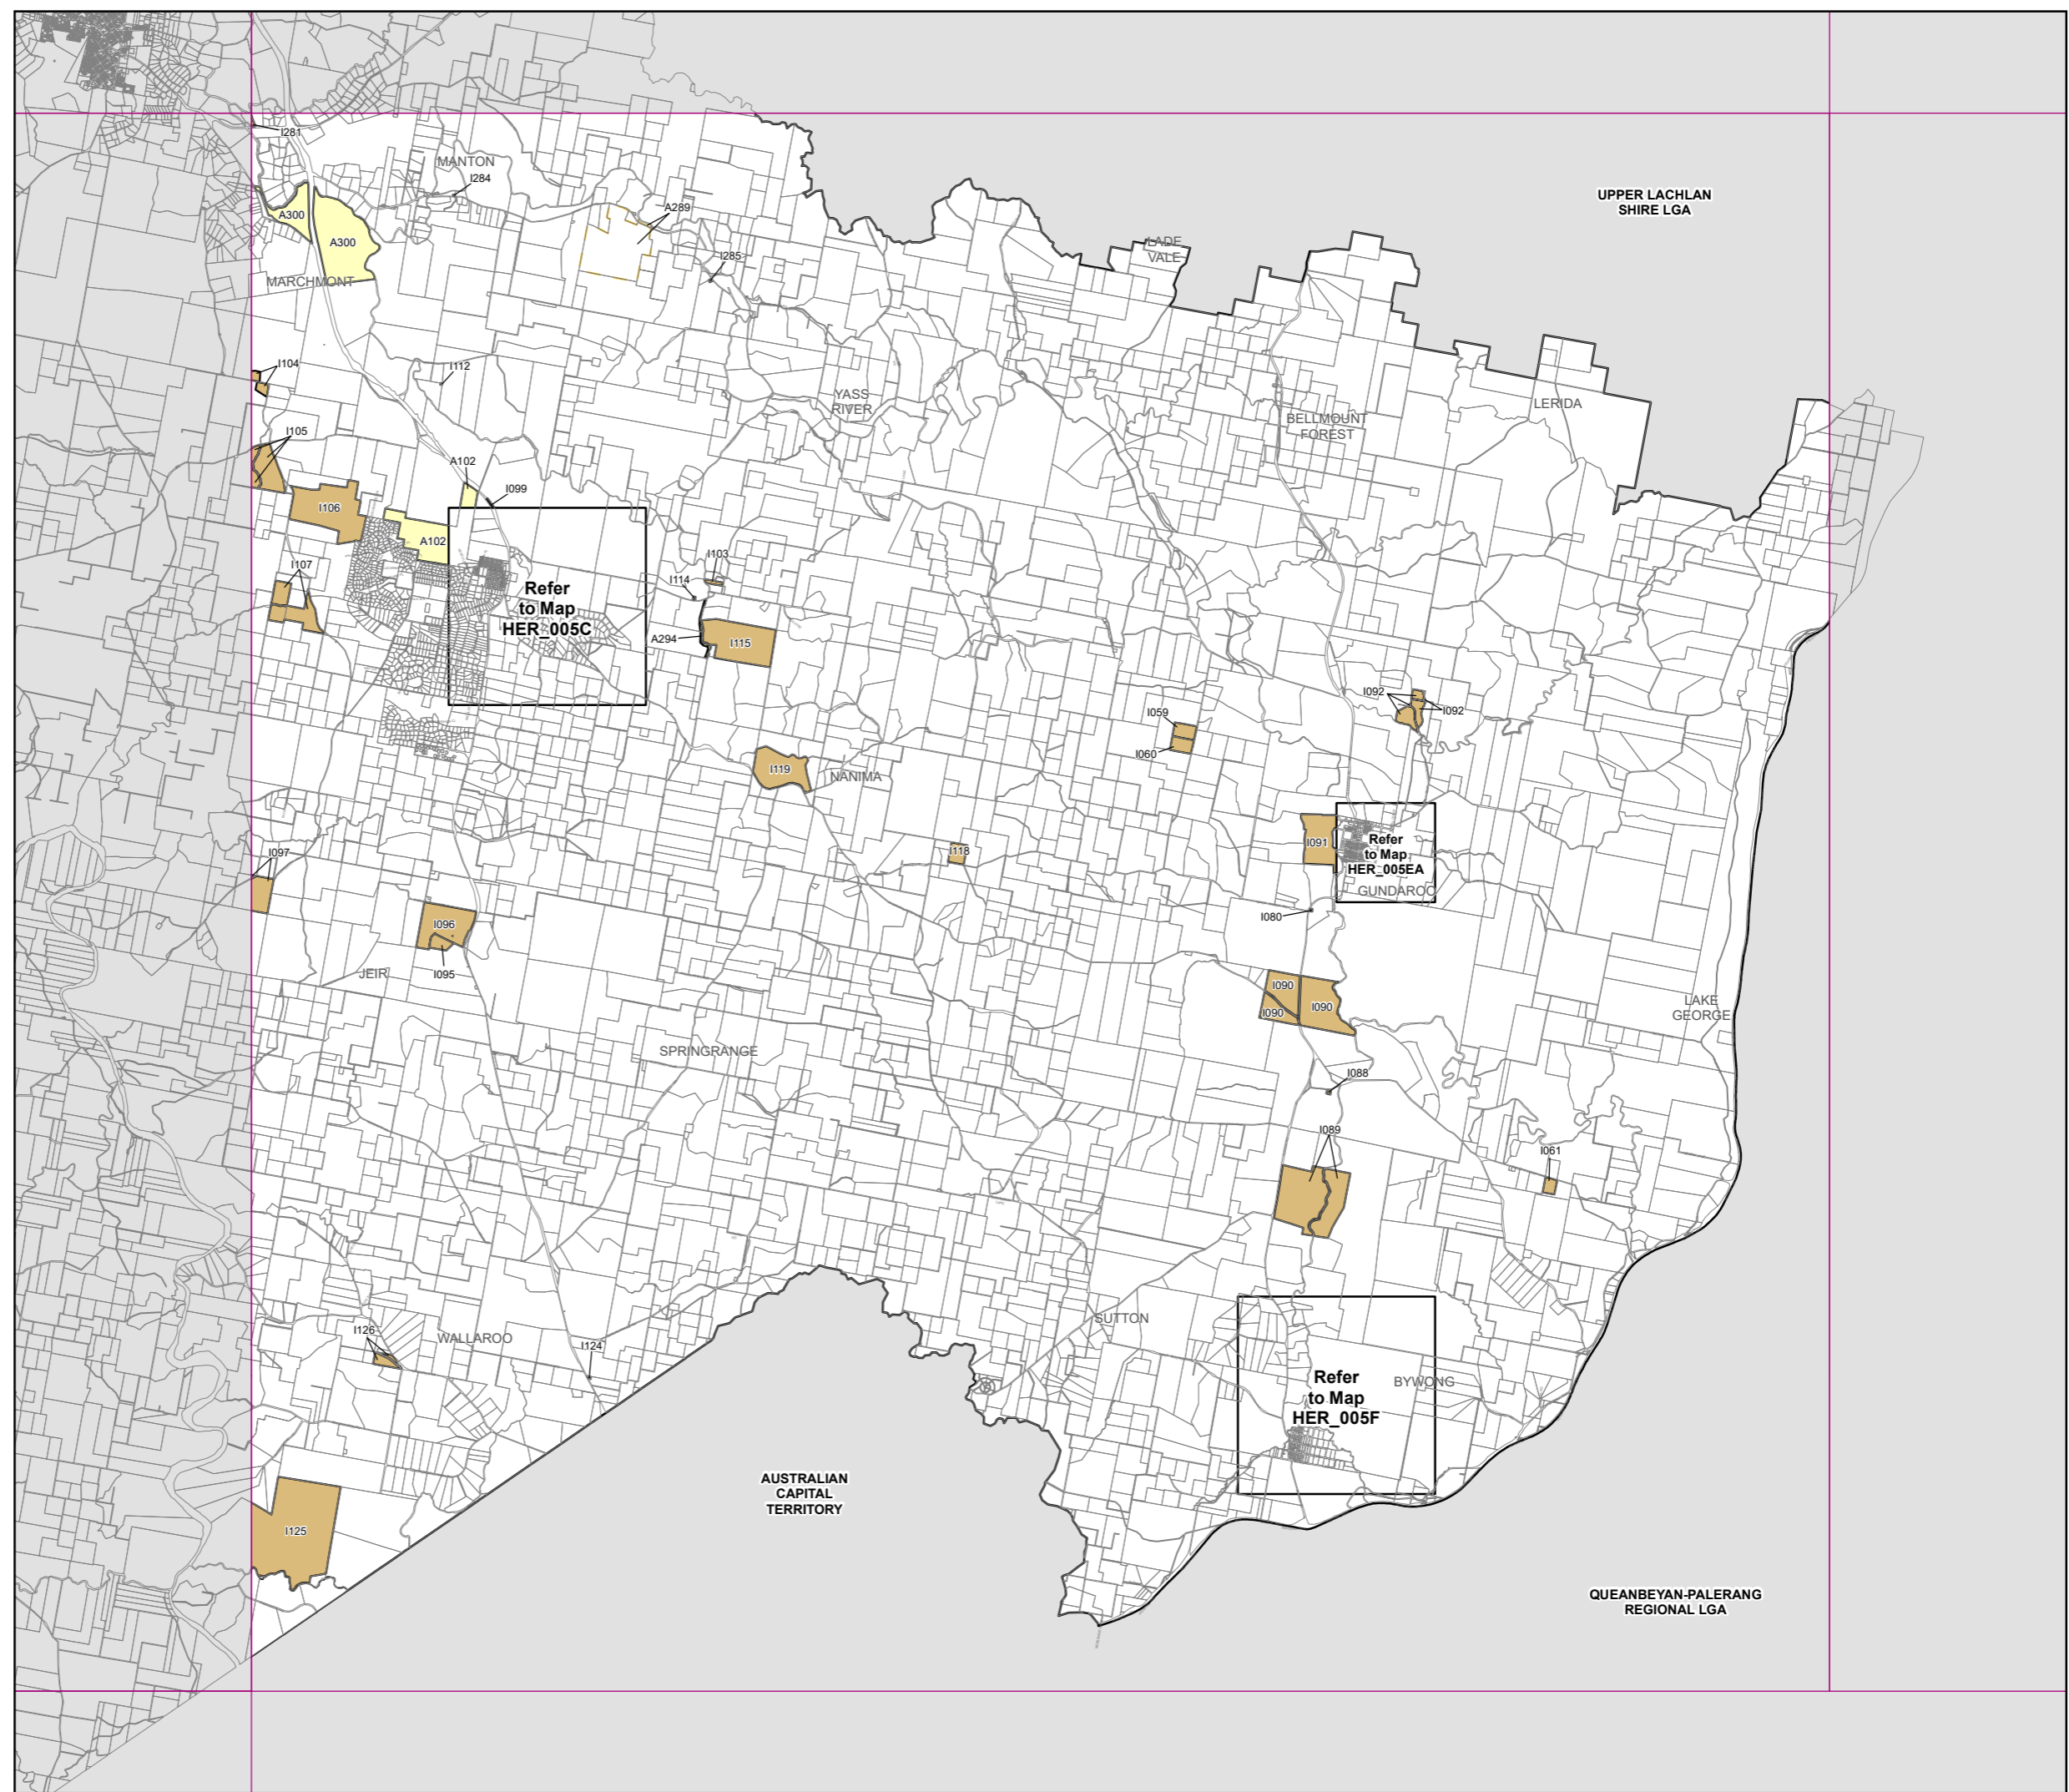 I281
MANTON
I284
UPPER LACHLAN
SHIRE LGA
A289
A300
A300
LADE
VALE
I285
MARCHMONT
I104
I112
YASS
RIVER
LERIDA
BELLMOUNT
FOREST
I105
A102
I099
I106
A102
I103
I107
I114
Refer
to Map
HER_005C
A294
I115
I092
I092
I059
I060
I119
NANIMA
I097
I118
I091
Refer
to Map
HER_005EA
GUNDAROO
I080
I096
I095
JEIR
I090
I090
I090
LAKE
GEORGE
SPRINGRANGE
I088
I089
I061
SUTTON
I126
WALLAROO
I124
Refer
to Map
HER_005F
BYWONG
AUSTRALIAN
CAPITAL
TERRITORY
I125
QUEANBEYAN-PALERANG
REGIONAL LGA